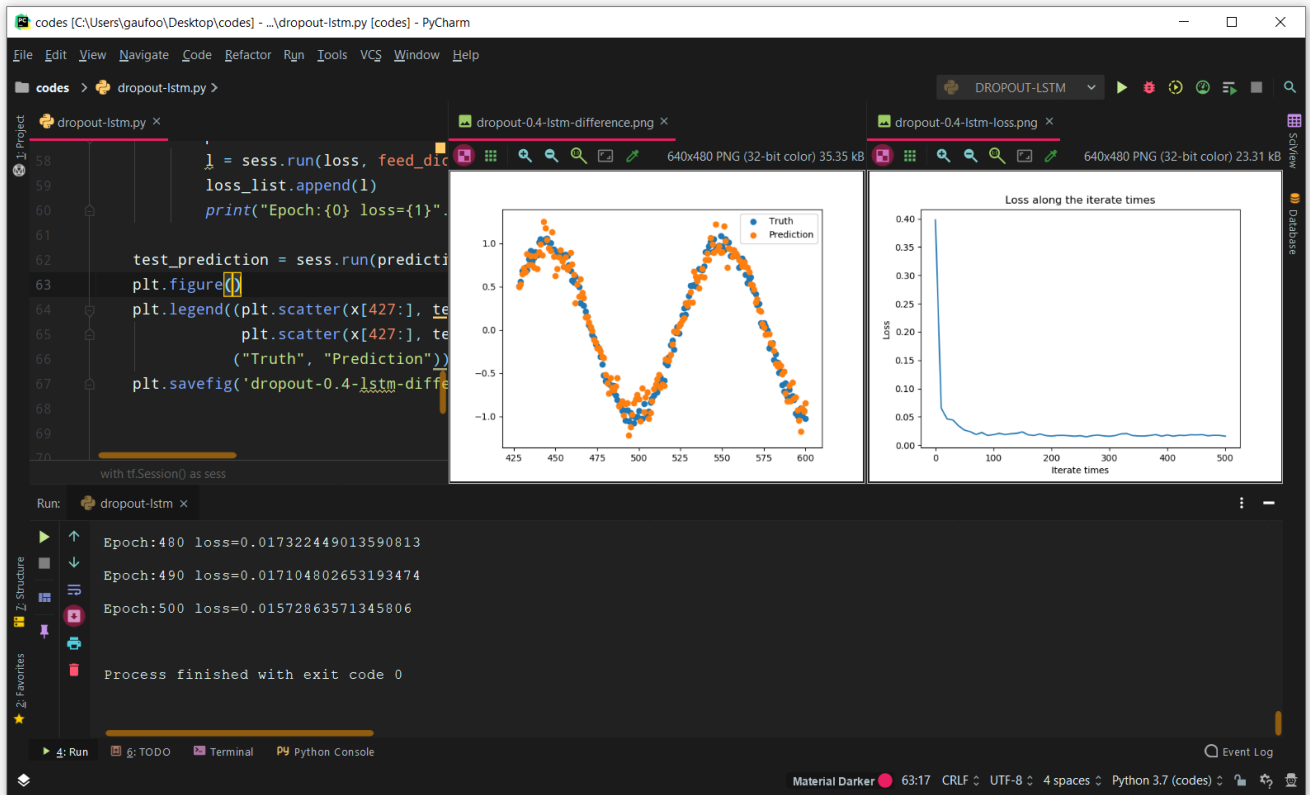 codes [C:\Users\gaufoo\Desktop\codes] - ...\dropout-lstm.py [codes] - PyCharm
File Edit View Navigate Code Refactor Run Tools VCS Window Help
codes dropout-lstm.py DROPOUT-LSTM
1: Project
dropout-lstm.py
58 l = sess.run(loss, feed_dic
59 loss_list.append(l)
60 print("Epoch:{0} loss={1}".
61
62 test_prediction = sess.run(predicti
63 plt.figure()
64 plt.legend((plt.scatter(x[427:], te
65 plt.scatter(x[427:], te
66 ("Truth", "Prediction"))
67 plt.savefig('dropout-0.4-lstm-diffe
68
69
70
with tf.Session() as sess
dropout-0.4-lstm-difference.png
640x480 PNG (32-bit color) 35.35 kB
Truth
Prediction
1.0
0.5
0.0
−0.5
−1.0
425 450 475 500 525 550 575 600
dropout-0.4-lstm-loss.png
640x480 PNG (32-bit color) 23.31 kB
Loss along the iterate times
0.40
0.35
0.30
0.25
0.20
0.15
0.10
0.05
0.00
Loss
0 100 200 300 400 500
Iterate times
SciView
Database
Run: dropout-lstm
Epoch:480 loss=0.017322449013590813
Epoch:490 loss=0.017104802653193474
Epoch:500 loss=0.01572863571345806
Process finished with exit code 0
7: Structure
2: Favorites
4: Run 6: TODO Terminal Python Console Event Log
Material Darker 63:17 CRLF UTF-8 4 spaces Python 3.7 (codes)